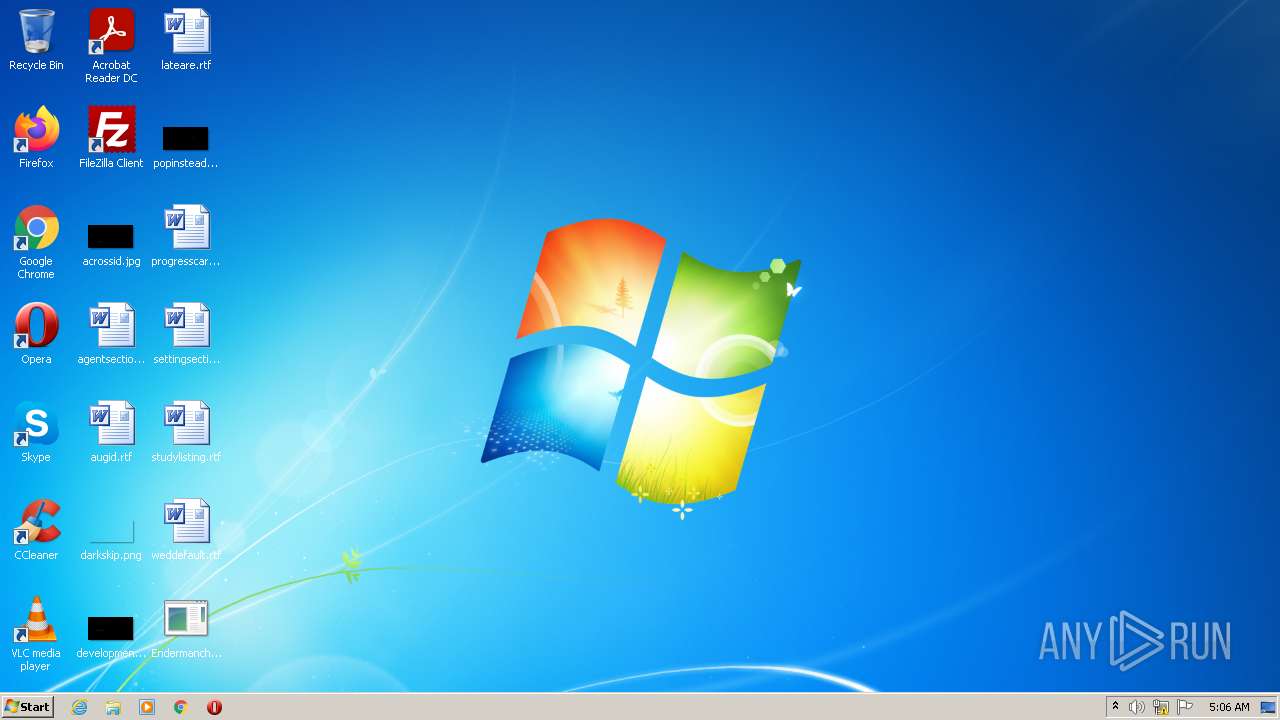 Recycle Bin
Acrobat
Reader DC
lateare.rtf
Firefox
FileZilla Client
popinstead...
Google
Chrome
acrossid.jpg
progresscar...
Opera
agentsectio...
settingsecti...
Skype
augid.rtf
studylisting.rtf
CCleaner
darkskip.png
weddefault.rtf
VLC media
player
developmen...
Endermanch...
ANY RUN
Start
5:06 AM